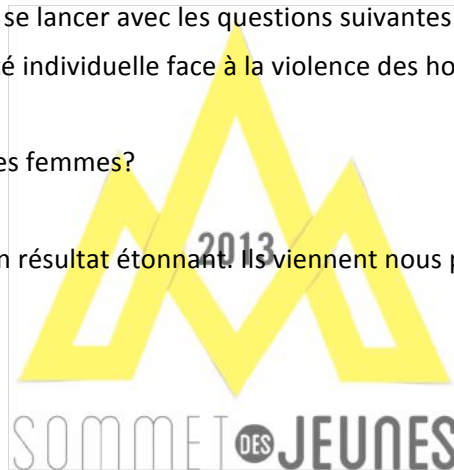 se lancer avec les questions suivantes
té individuelle face à la violence des ho
es femmes?
n résultat étonnant. Ils viennent nous p
2013
SOMMET DES JEUNES